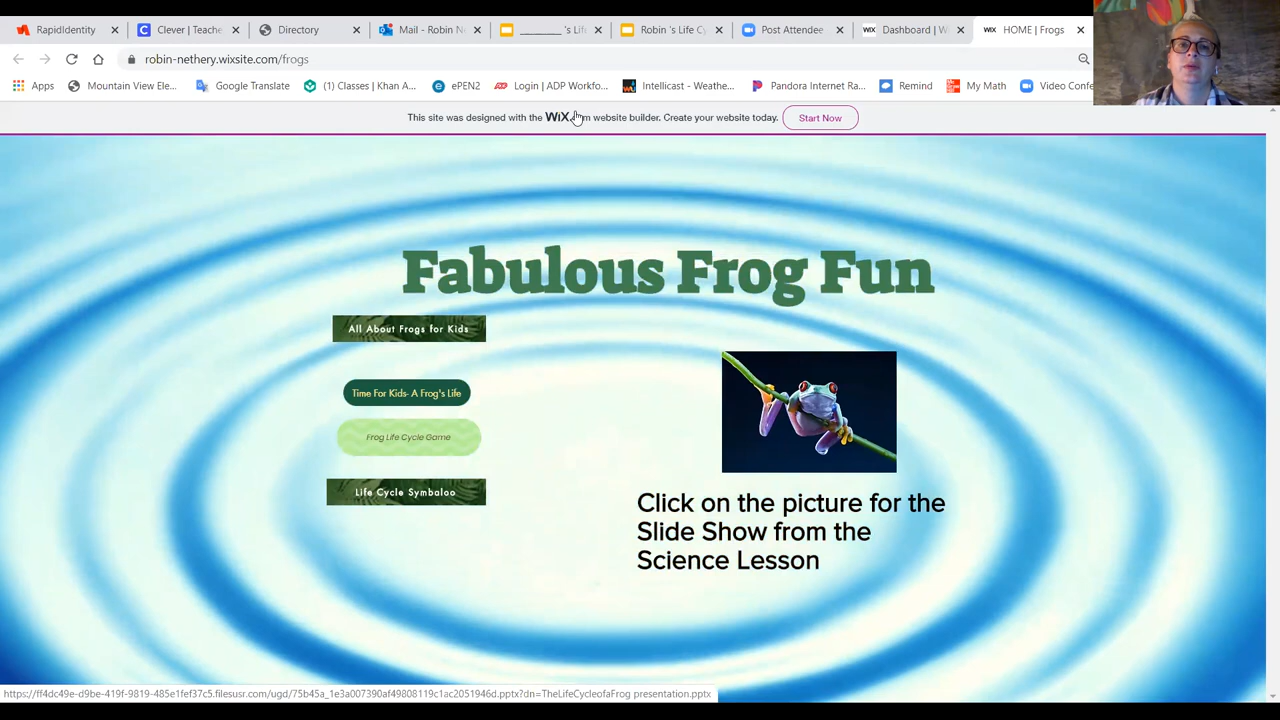 RapidIdentity
Clever | Teache
Directory
Mail - Robin N
_______ 's Lif
Robin 's Life Cy
Post Attendee
WIX Dashboard | W
WIX HOME | Frogs
robin-nethery.wixsite.com/frogs
Apps
Mountain View Ele...
Google Translate
(1) Classes | Khan A...
ePEN2
Login | ADP Workfo...
Intellicast - Weathe...
Pandora Internet Ra...
Remind
My Math
Video Conf
This site was designed with the WiX.com website builder. Create your website today.
Start Now
Fabulous Frog Fun
All About Frogs for Kids
Time For Kids- A Frog's Life
Frog Life Cycle Game
Life Cycle Symbaloo
Click on the picture for the
Slide Show from the
Science Lesson
https://ff4dc49e-d9be-419f-9819-485e1fef37c5.filesusr.com/ugd/75b45a_1e3a007390af49808119c1ac2051946d.pptx?dn=TheLifeCycleofaFrog presentation.pptx